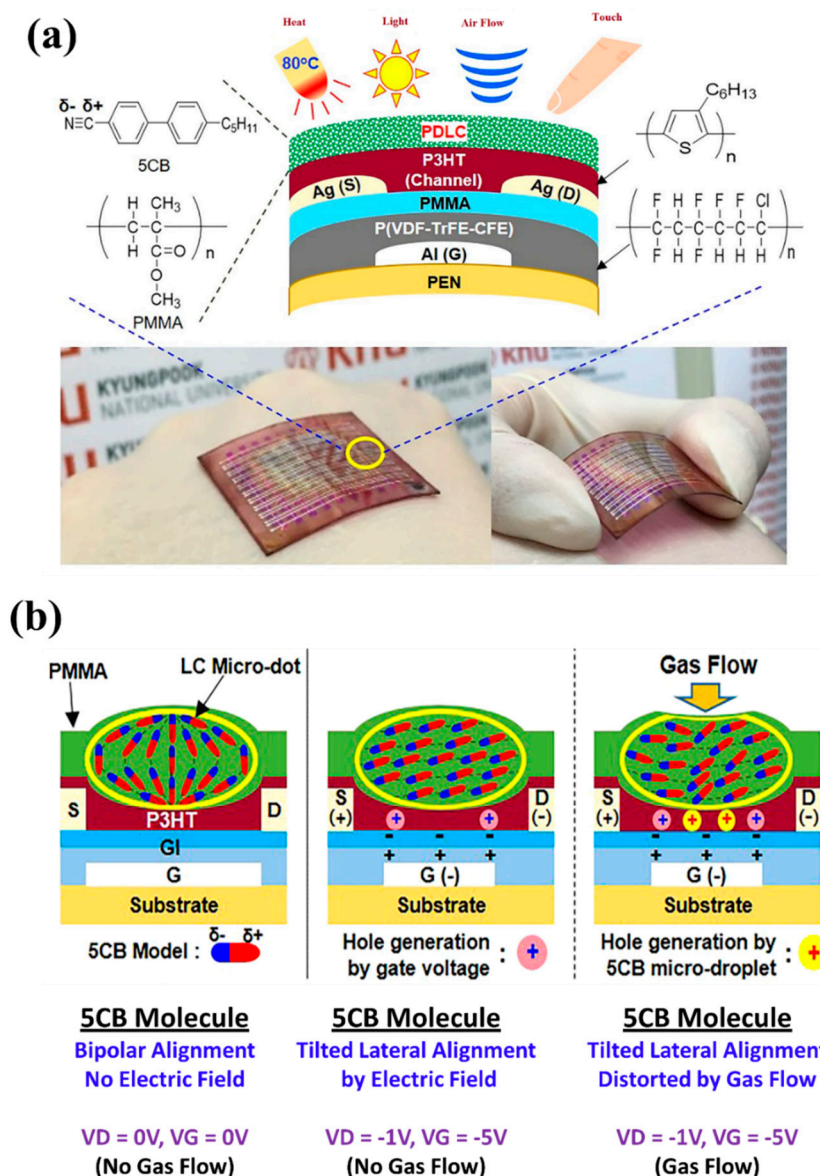 (a)
Heat
Light
Air Flow
Touch
80°C
δ- δ+
N≡C
C5H11
5CB
PDLC
P3HT
(Channel)
Ag (S)
Ag (D)
PMMA
P(VDF-TrFE-CFE)
Al (G)
PEN
C6H13
S
n
H CH3
C C
H C=O
O
CH3
n
PMMA
F H F F F Cl
C C C C C C
F H F H F H
n
KYUNGPOOK
NATIONAL UNIVERSITY
(b)
PMMA
LC Micro-dot
Gas Flow
S
P3HT
D
GI
G
Substrate
5CB Model :
δ- δ+
S
(+)
D
(-)
+ +
- - -
+ + +
G (-)
Substrate
Hole generation
by gate voltage
: +
S
(+)
D
(-)
+ + + +
- - -
+ + +
G (-)
Substrate
Hole generation by
5CB micro-droplet
: +
5CB Molecule
Bipolar Alignment
No Electric Field
VD = 0V, VG = 0V
(No Gas Flow)
5CB Molecule
Tilted Lateral Alignment
by Electric Field
VD = -1V, VG = -5V
(No Gas Flow)
5CB Molecule
Tilted Lateral Alignment
Distorted by Gas Flow
VD = -1V, VG = -5V
(Gas Flow)